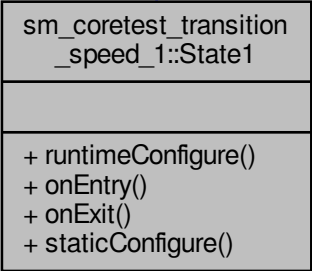 sm_coretest_transition
_speed_1::State1
+ runtimeConfigure()
+ onEntry()
+ onExit()
+ staticConfigure()